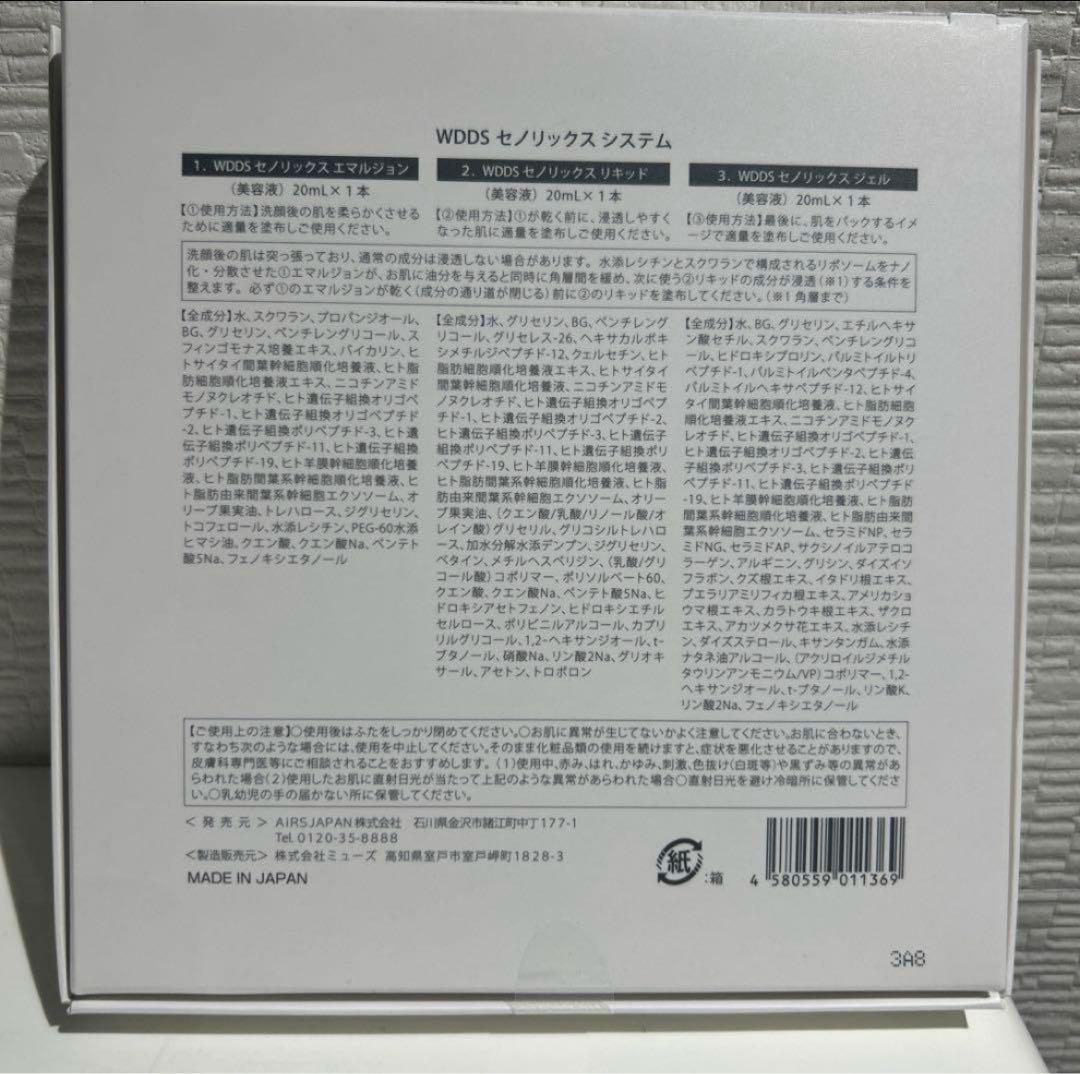 WDDS セノリックス システム
1. WDDS セノリックス エマルジョン
（美容液）20mL×1本
【①使用方法】洗顔後の肌を柔らかくさせる
ために適量を塗布しご使用ください。
2. WDDS セノリックス リキッド
（美容液）20mL×1本
【②使用方法】①が乾く前に、浸透しやすく
なった肌に適量を塗布しご使用ください。
3. WDDS セノリックス ジェル
（美容液）20mL×1本
【③使用方法】最後に、肌をパックするイメ
ージで適量を塗布しご使用ください。
洗顔後の肌は突っ張っており、通常の成分は浸透しない場合があります。水添レシチンとスクワランで構成されるリポソームをナノ
化・分散させた①エマルジョンが、お肌に油分を与えると同時に角層間を緩め、次に使う②リキッドの成分が浸透（※1）する条件を
整えます。必ず①のエマルジョンが乾く（成分の通り道が閉じる）前に②のリキッドを塗布してください。（※1 角層まで）
【全成分】水、スクワラン、プロパンジオール、
BG、グリセリン、ペンチレングリコール、ス
フィンゴモナス培養エキス、バイカリン、ヒ
トサイタイ間葉幹細胞順化培養液、ヒト脂
肪細胞順化培養液エキス、ニコチンアミド
モノヌクレオチド、ヒト遺伝子組換オリゴペ
プチド-1、ヒト遺伝子組換オリゴペプチド
-2、ヒト遺伝子組換ポリペプチド-3、ヒト遺
伝子組換ポリペプチド-11、ヒト遺伝子組換
ポリペプチド-19、ヒト羊膜幹細胞順化培養
液、ヒト脂肪間葉系幹細胞順化培養液、ヒ
ト脂肪由来間葉系幹細胞エクソソーム、オ
リーブ果実油、トレハロース、ジグリセリン、
トコフェロール、水添レシチン、PEG-60水添
ヒマシ油、クエン酸、クエン酸Na、ペンテト
酸5Na、フェノキシエタノール
【全成分】水、グリセリン、BG、ペンチレング
リコール、グリセレス-26、ヘキサカルボキ
シメチルジペプチド-12、クェルセチン、ヒト
脂肪細胞順化培養液エキス、ヒトサイタイ
間葉幹細胞順化培養液、ニコチンアミドモ
ノヌクレオチド、ヒト遺伝子組換オリゴペプ
チド-1、ヒト遺伝子組換オリゴペプチド-2、
ヒト遺伝子組換ポリペプチド-3、ヒト遺伝子
組換ポリペプチド-11、ヒト遺伝子組換ポリ
ペプチド-19、ヒト羊膜幹細胞順化培養液、
ヒト脂肪間葉系幹細胞順化培養液、ヒト脂
肪由来間葉系幹細胞エクソソーム、オリー
ブ果実油、（クエン酸/乳酸/リノール酸/オ
レイン酸）グリセリル、グリコシルトレハロ
ース、加水分解水添デンプン、ジグリセリン、
ベタイン、メチルヘスペリジン、（乳酸/グリ
コール酸）コポリマー、ポリソルベート60、
クエン酸、クエン酸Na、ペンテト酸5Na、ヒ
ドロキシアセトフェノン、ヒドロキシエチル
セルロース、ポリビニルアルコール、カプリ
リルグリコール、1,2-ヘキサンジオール、t-
ブタノール、硝酸Na、リン酸2Na、グリオキ
サール、アセトン、トロポロン
【全成分】水、BG、グリセリン、エチルヘキサ
ン酸セチル、スクワラン、ペンチレングリコ
ール、ヒドロキシプロリン、パルミトイルトリ
ペプチド-1、パルミトイルペンタペプチド-4、
パルミトイルヘキサペプチド-12、ヒトサイ
タイ間葉幹細胞順化培養液、ヒト脂肪細胞順
化培養液エキス、ニコチンアミドモノヌク
レオチド、ヒト遺伝子組換オリゴペプチド-1、
ヒト遺伝子組換オリゴペプチド-2、ヒト遺伝
子組換ポリペプチド-3、ヒト遺伝子組換ポリ
ペプチド-11、ヒト遺伝子組換ポリペプチド
-19、ヒト羊膜幹細胞順化培養液、ヒト脂肪
間葉系幹細胞順化培養液、ヒト脂肪由来間
葉系幹細胞エクソソーム、セラミドNP、セラ
ミドNG、セラミドAP、サクシノイルアテロコ
ラーゲン、アルギニン、グリシン、ダイズイソ
フラボン、クズ根エキス、イタドリ根エキス、
プエラリアミリフィカ根エキス、アメリカショ
ウマ根エキス、カラトウキ根エキス、ザクロ
エキス、アカツメクサ花エキス、水添レシチ
ン、ダイズステロール、キサンタンガム、水添
ナタネ油アルコール、（アクリロイルジメチル
タウリンアンモニウム/VP）コポリマー、1,2-
ヘキサンジオール、t-ブタノール、リン酸K、
リン酸2Na、フェノキシエタノール
【ご使用上の注意】○使用後はふたをしっかり閉めてください。○お肌に異常が生じてないかよく注意してください。お肌に合わないとき、
すなわち次のような場合には、使用を中止してください。そのまま化粧品類の使用を続けますと、症状を悪化させることがありますので、
皮膚科専門医等にご相談されることをおすすめします。（1）使用中、赤み、はれ、かゆみ、刺激、色抜け（白斑等）や黒ずみ等の異常があ
らわれた場合（2）使用したお肌に直射日光が当たって上記のような異常があらわれた場合○直射日光を避け冷暗所に保管してくださ
い。○乳幼児の手の届かない所に保管してください。
＜発売元＞ AIRSJAPAN株式会社 石川県金沢市諸江町中丁177-1
Tel. 0120-35-8888
＜製造販売元＞ 株式会社ミューズ 高知県室戸市室戸岬町1828-3
MADE IN JAPAN
紙
:箱
4 580559 011369
3A8